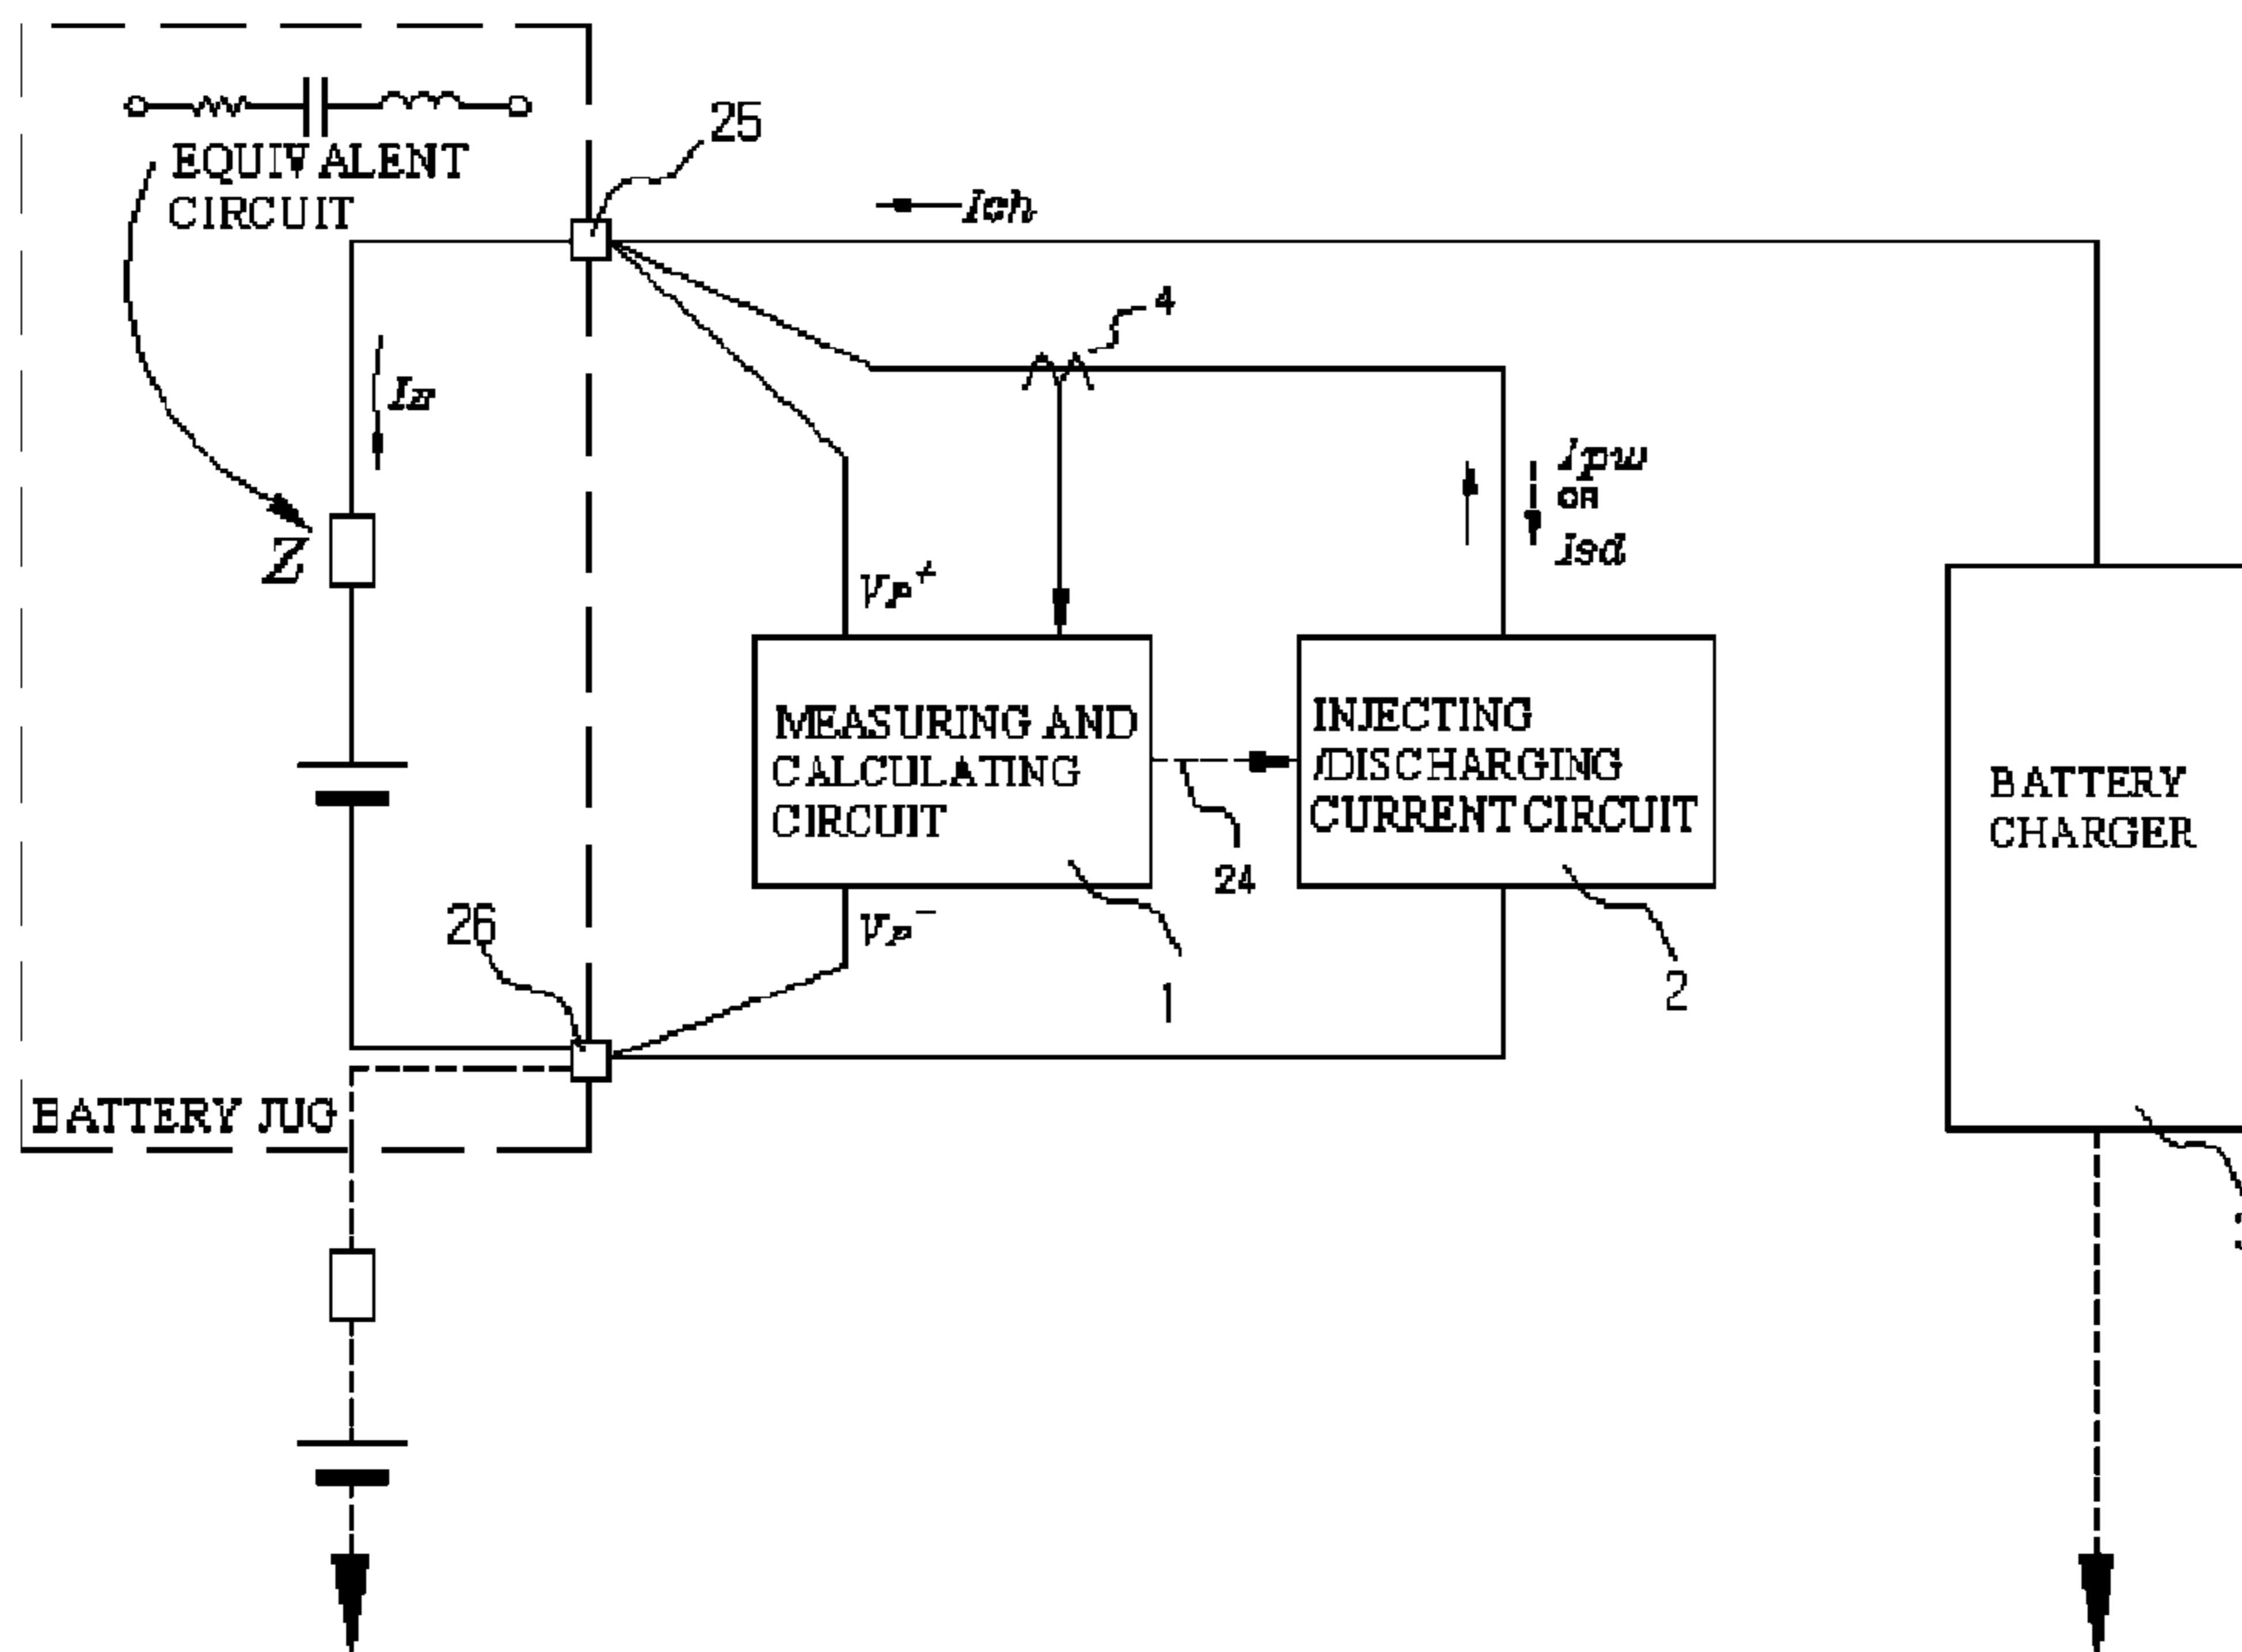 EQUIVALENT
CIRCUIT
25
Ich
4
Ipw
OR
isd
Z
Vp+
MEASURING AND
CALCULATING
CIRCUIT
INJECTING
/DISCHARGING
CURRENT CIRCUIT
BATTERY
CHARGER
24
26
Vp-
1
2
BATTERY JUG